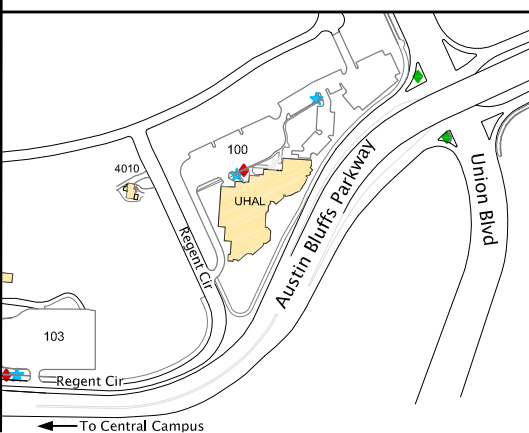 100
4010
UHAL
Austin Bluffs Parkway
Union Blvd
Regent Cir
103
Regent Cir
To Central Campus